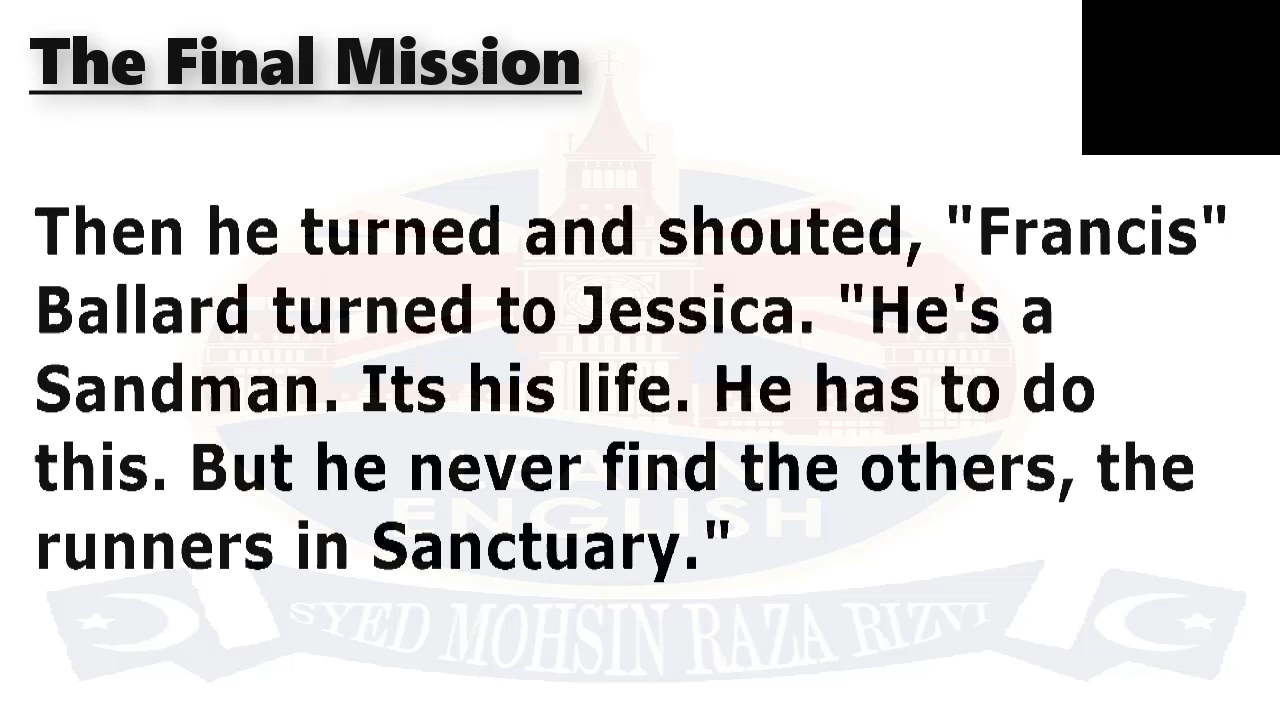 The Final Mission
Then he turned and shouted, "Francis"
Ballard turned to Jessica. "He's a
Sandman. Its his life. He has to do
this. But he never find the others, the
runners in Sanctuary."
LEARN
ENGLISH
SYED MOHSIN RAZA RIZVI